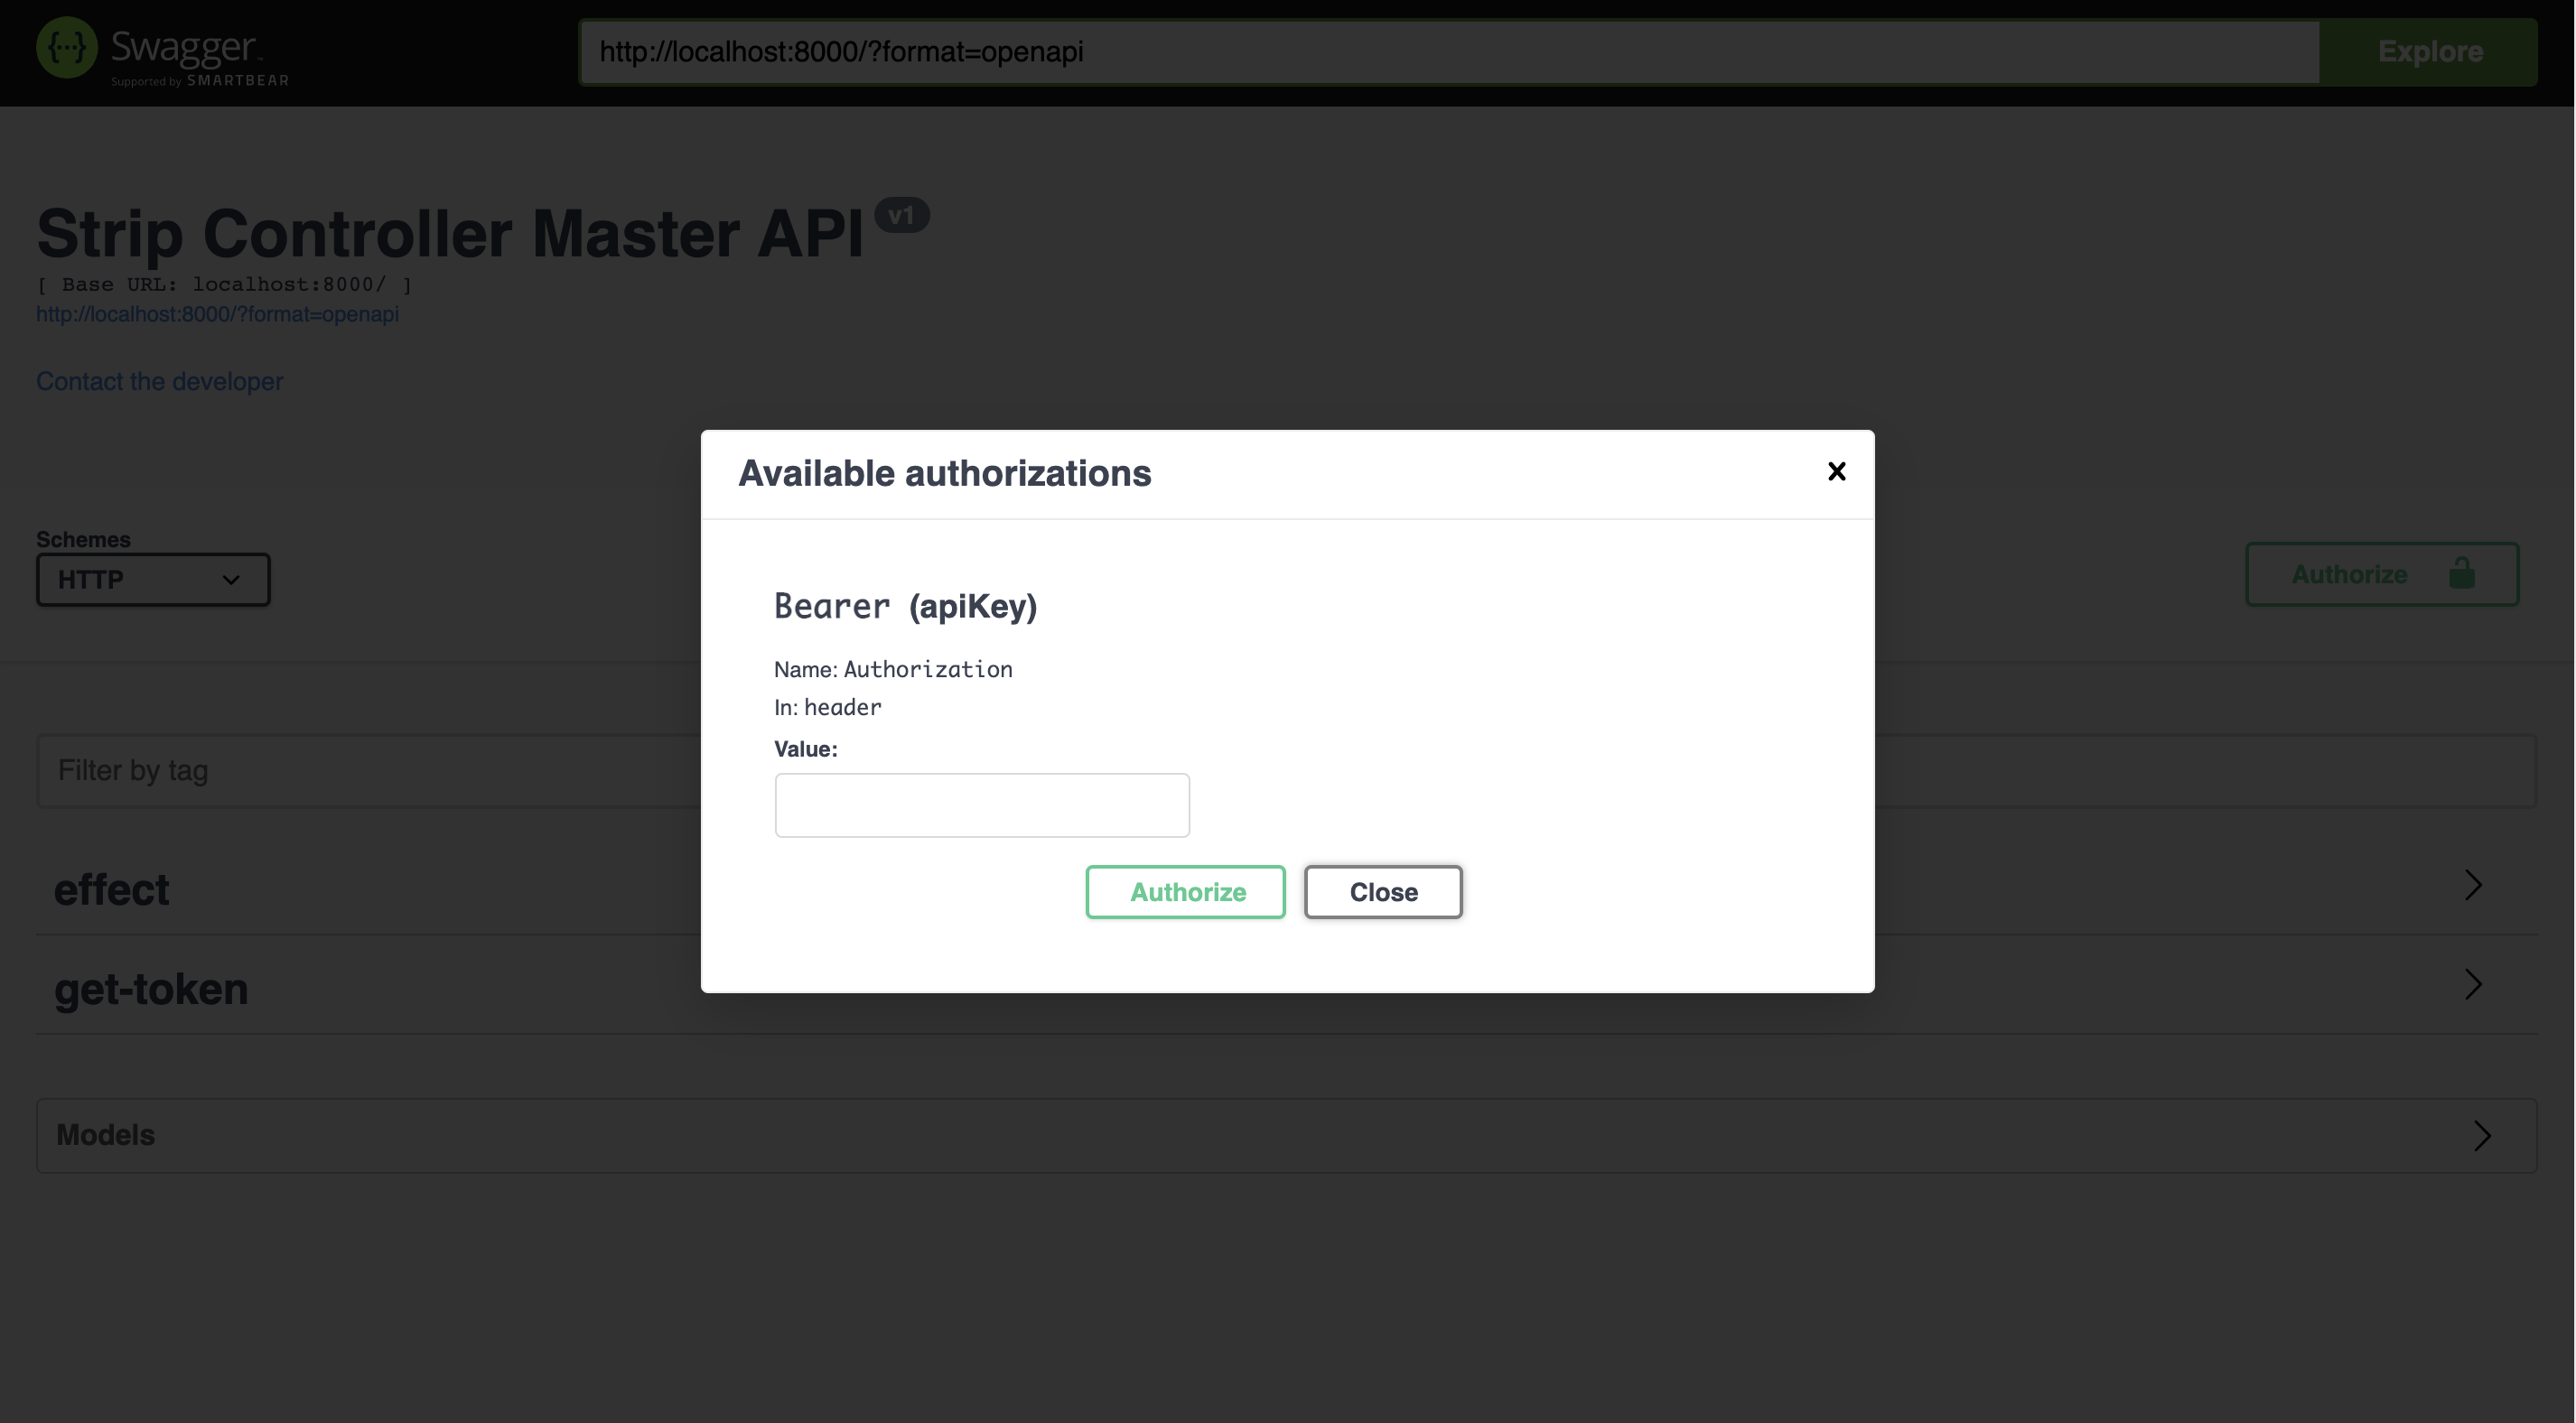 Swagger
Supported by SMARTBEAR
http://localhost:8000/?format=openapi
Explore
Strip Controller Master API v1
[ Base URL: localhost:8000/ ]
http://localhost:8000/?format=openapi
Contact the developer
Available authorizations
Schemes
HTTP
Authorize
Bearer (apiKey)
Name: Authorization
In: header
Value:
Filter by tag
Authorize
Close
effect
get-token
Models